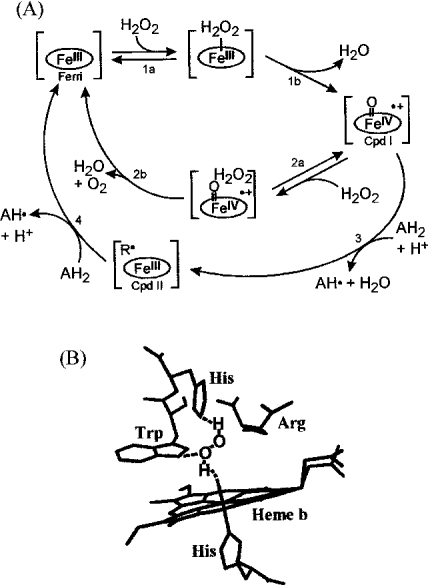 (A)
H2O2
H2O2
FeIII
Ferri
1a
FeIII
1b
H2O
O
FeIV •+
Cpd I
H2O + O2
2b
H2O2
O
FeIV •+
2a
H2O2
AH• + H+
4
AH2
R•
FeIII
Cpd II
3
AH2 + H+
AH• + H2O
(B)
His
H
O
Arg
Trp
O
H
Heme b
His